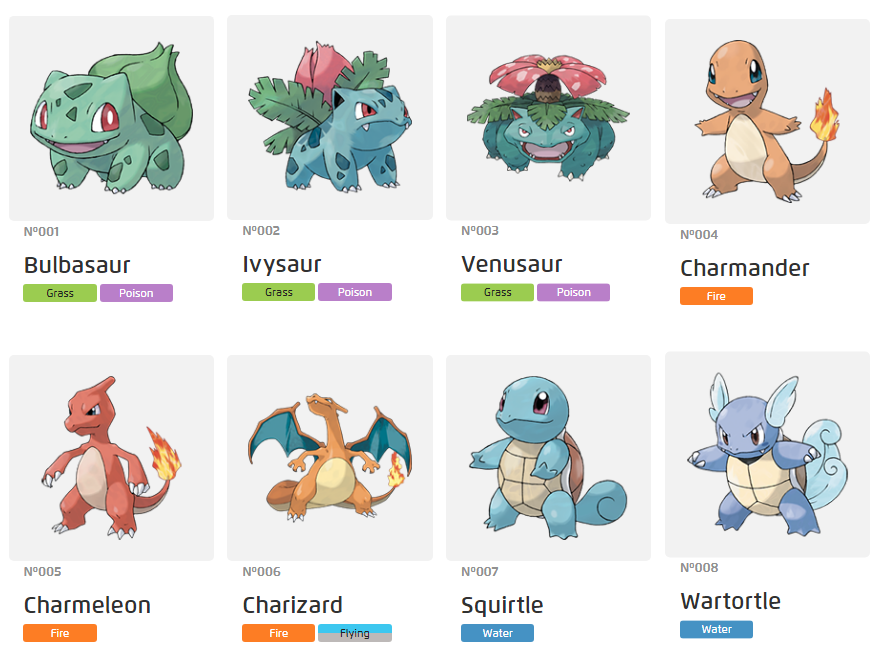 Nº001
Bulbasaur
Grass Poison
Nº002
Ivysaur
Grass Poison
Nº003
Venusaur
Grass Poison
Nº004
Charmander
Fire
Nº005
Charmeleon
Fire
Nº006
Charizard
Fire Flying
Nº007
Squirtle
Water
Nº008
Wartortle
Water